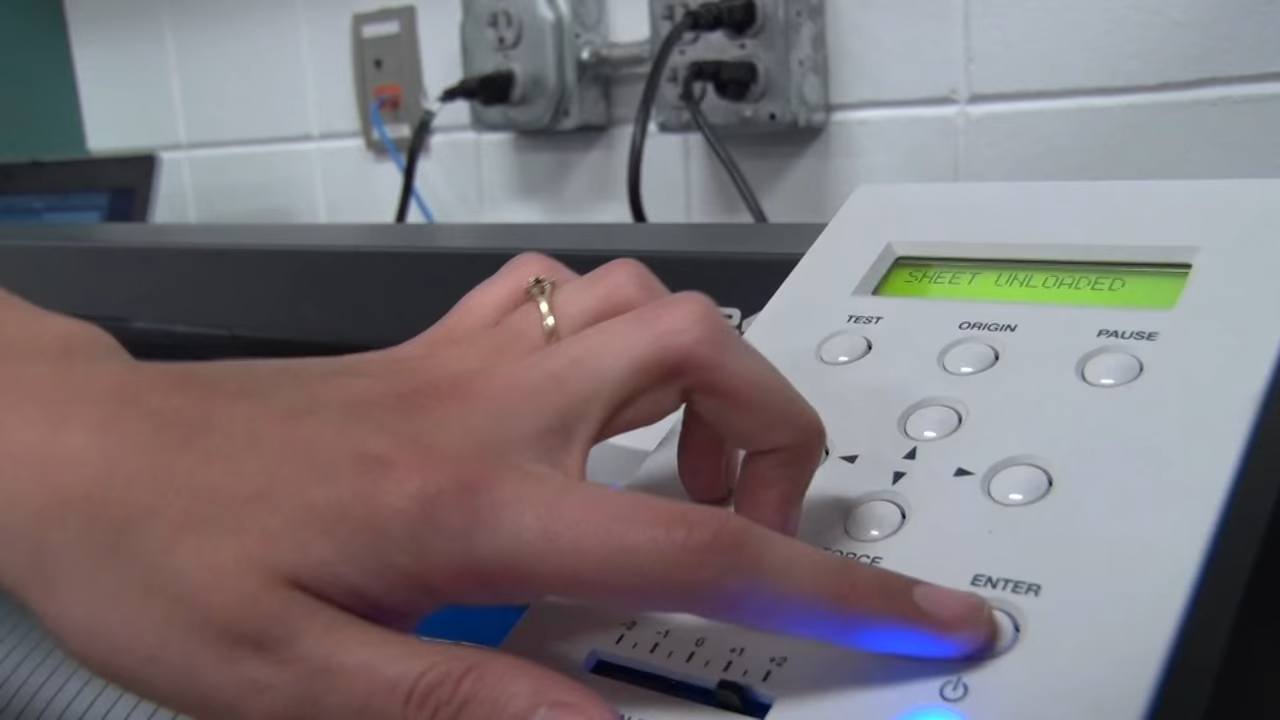 SHEET UNLOADED
TEST ORIGIN PAUSE
ENTER
-2 -1 0 +1 +2